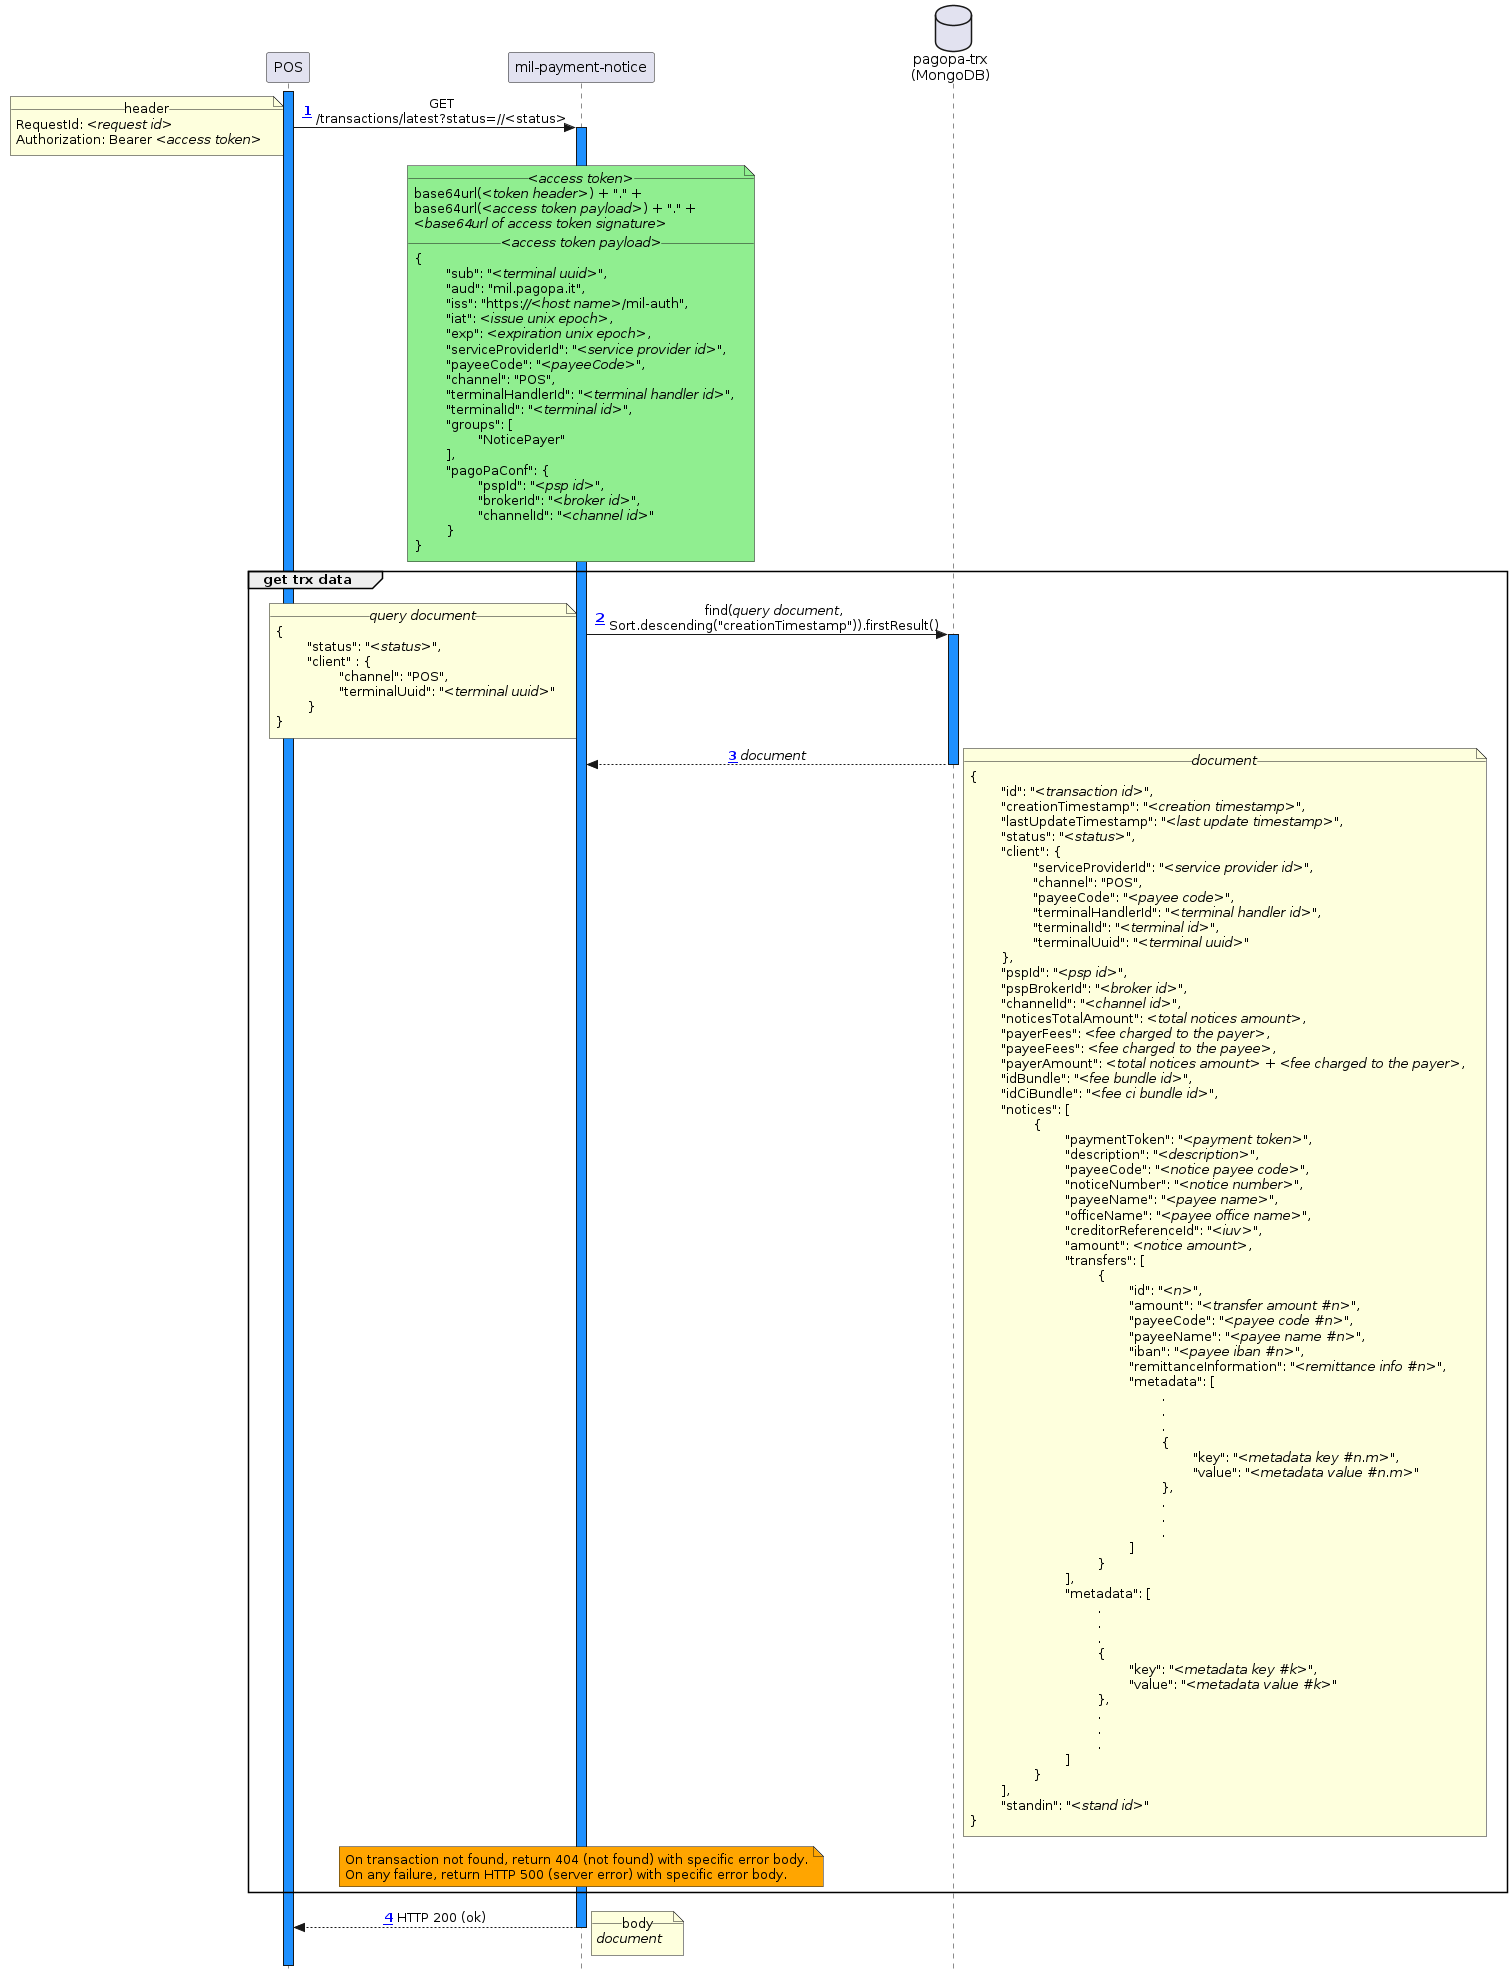 pagopa-trx
(MongoDB)
POS
mil-payment-notice
header
RequestId: <request id>
Authorization: Bearer <access token>
1
GET
/transactions/latest?status=//<status>
<access token>
base64url(<token header>) + "." +
base64url(<access token payload>) + "." +
<base64url of access token signature>
<access token payload>
{
"sub": "<terminal uuid>",
"aud": "mil.pagopa.it",
"iss": "https://<host name>/mil-auth",
"iat": <issue unix epoch>,
"exp": <expiration unix epoch>,
"serviceProviderId": "<service provider id>",
"payeeCode": "<payeeCode>",
"channel": "POS",
"terminalHandlerId": "<terminal handler id>",
"terminalId": "<terminal id>",
"groups": [
"NoticePayer"
],
"pagoPaConf": {
"pspId": "<psp id>",
"brokerId": "<broker id>",
"channelId": "<channel id>"
}
}
get trx data
query document
{
"status": "<status>",
"client" : {
"channel": "POS",
"terminalUuid": "<terminal uuid>"
}
}
2
find(query document,
Sort.descending("creationTimestamp")).firstResult()
3 document
document
{
"id": "<transaction id>",
"creationTimestamp": "<creation timestamp>",
"lastUpdateTimestamp": "<last update timestamp>",
"status": "<status>",
"client": {
"serviceProviderId": "<service provider id>",
"channel": "POS",
"payeeCode": "<payee code>",
"terminalHandlerId": "<terminal handler id>",
"terminalId": "<terminal id>",
"terminalUuid": "<terminal uuid>"
},
"pspId": "<psp id>",
"pspBrokerId": "<broker id>",
"channelId": "<channel id>",
"noticesTotalAmount": <total notices amount>,
"payerFees": <fee charged to the payer>,
"payeeFees": <fee charged to the payee>,
"payerAmount": <total notices amount> + <fee charged to the payer>,
"idBundle": "<fee bundle id>",
"idCiBundle": "<fee ci bundle id>",
"notices": [
{
"paymentToken": "<payment token>",
"description": "<description>",
"payeeCode": "<notice payee code>",
"noticeNumber": "<notice number>",
"payeeName": "<payee name>",
"officeName": "<payee office name>",
"creditorReferenceId": "<iuv>",
"amount": <notice amount>,
"transfers": [
{
"id": "<n>",
"amount": "<transfer amount #n>",
"payeeCode": "<payee code #n>",
"payeeName": "<payee name #n>",
"iban": "<payee iban #n>",
"remittanceInformation": "<remittance info #n>",
"metadata": [
.
.
.
{
"key": "<metadata key #n.m>",
"value": "<metadata value #n.m>"
},
.
.
.
]
}
],
"metadata": [
.
.
.
{
"key": "<metadata key #k>",
"value": "<metadata value #k>"
},
.
.
.
]
}
],
"standin": "<stand id>"
}
On transaction not found, return 404 (not found) with specific error body.
On any failure, return HTTP 500 (server error) with specific error body.
4 HTTP 200 (ok)
body
document